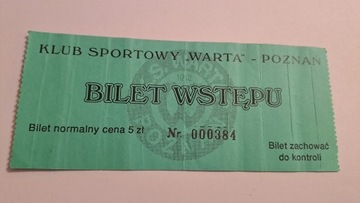 KLUB SPORTOWY „WARTA" - POZNAŃ
BILET WSTĘPU
Bilet normalny cena 5 zł
Nr 000384
Bilet zachować
do kontroli